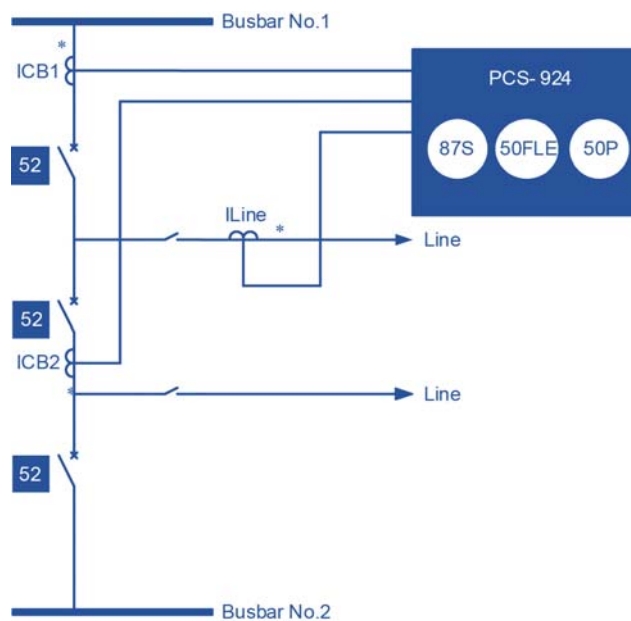 Busbar No.1
*
ICB1
PCS- 924
87S
50FLE
50P
52
ILine
*
Line
52
ICB2
*
Line
52
Busbar No.2